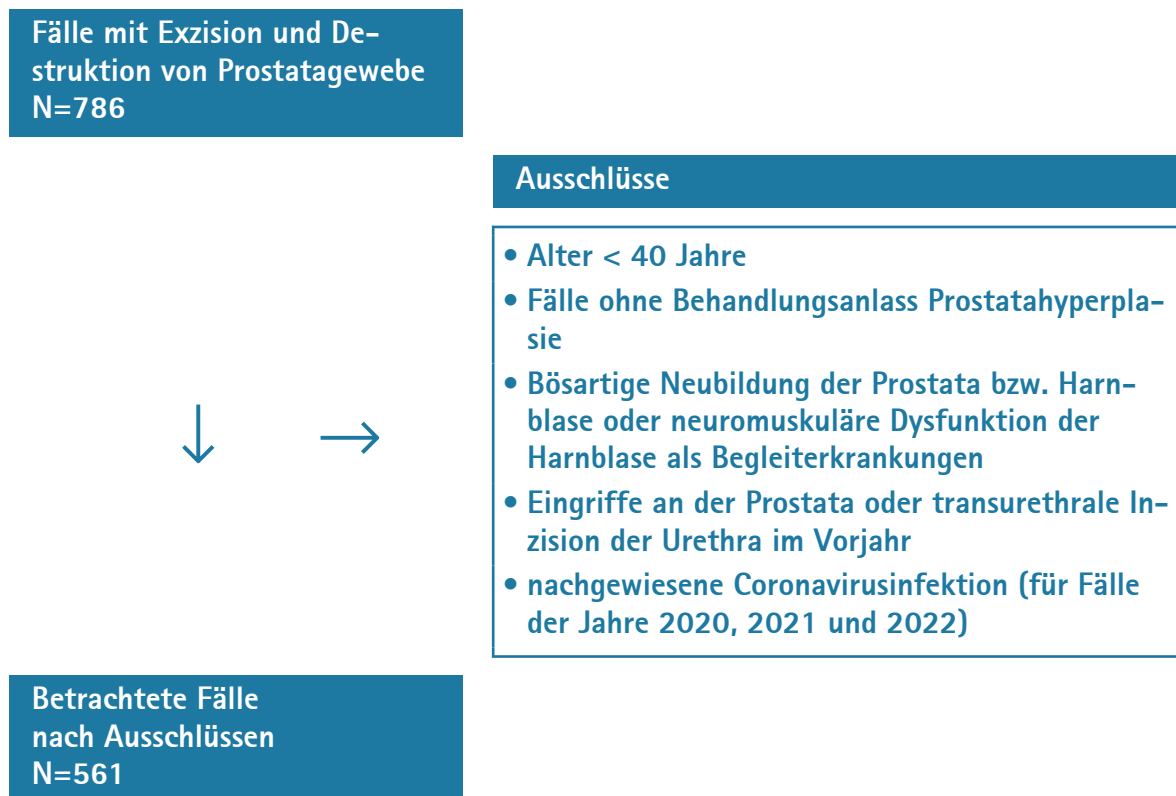 Fälle mit Exzision und De-
struktion von Prostatagewebe
N=786
Ausschlüsse
• Alter < 40 Jahre
• Fälle ohne Behandlungsanlass Prostatahyperpla-
sie
• Bösartige Neubildung der Prostata bzw. Harn-
blase oder neuromuskuläre Dysfunktion der
Harnblase als Begleiterkrankungen
• Eingriffe an der Prostata oder transurethrale In-
zision der Urethra im Vorjahr
• nachgewiesene Coronavirusinfektion (für Fälle
der Jahre 2020, 2021 und 2022)
Betrachtete Fälle
nach Ausschlüssen
N=561